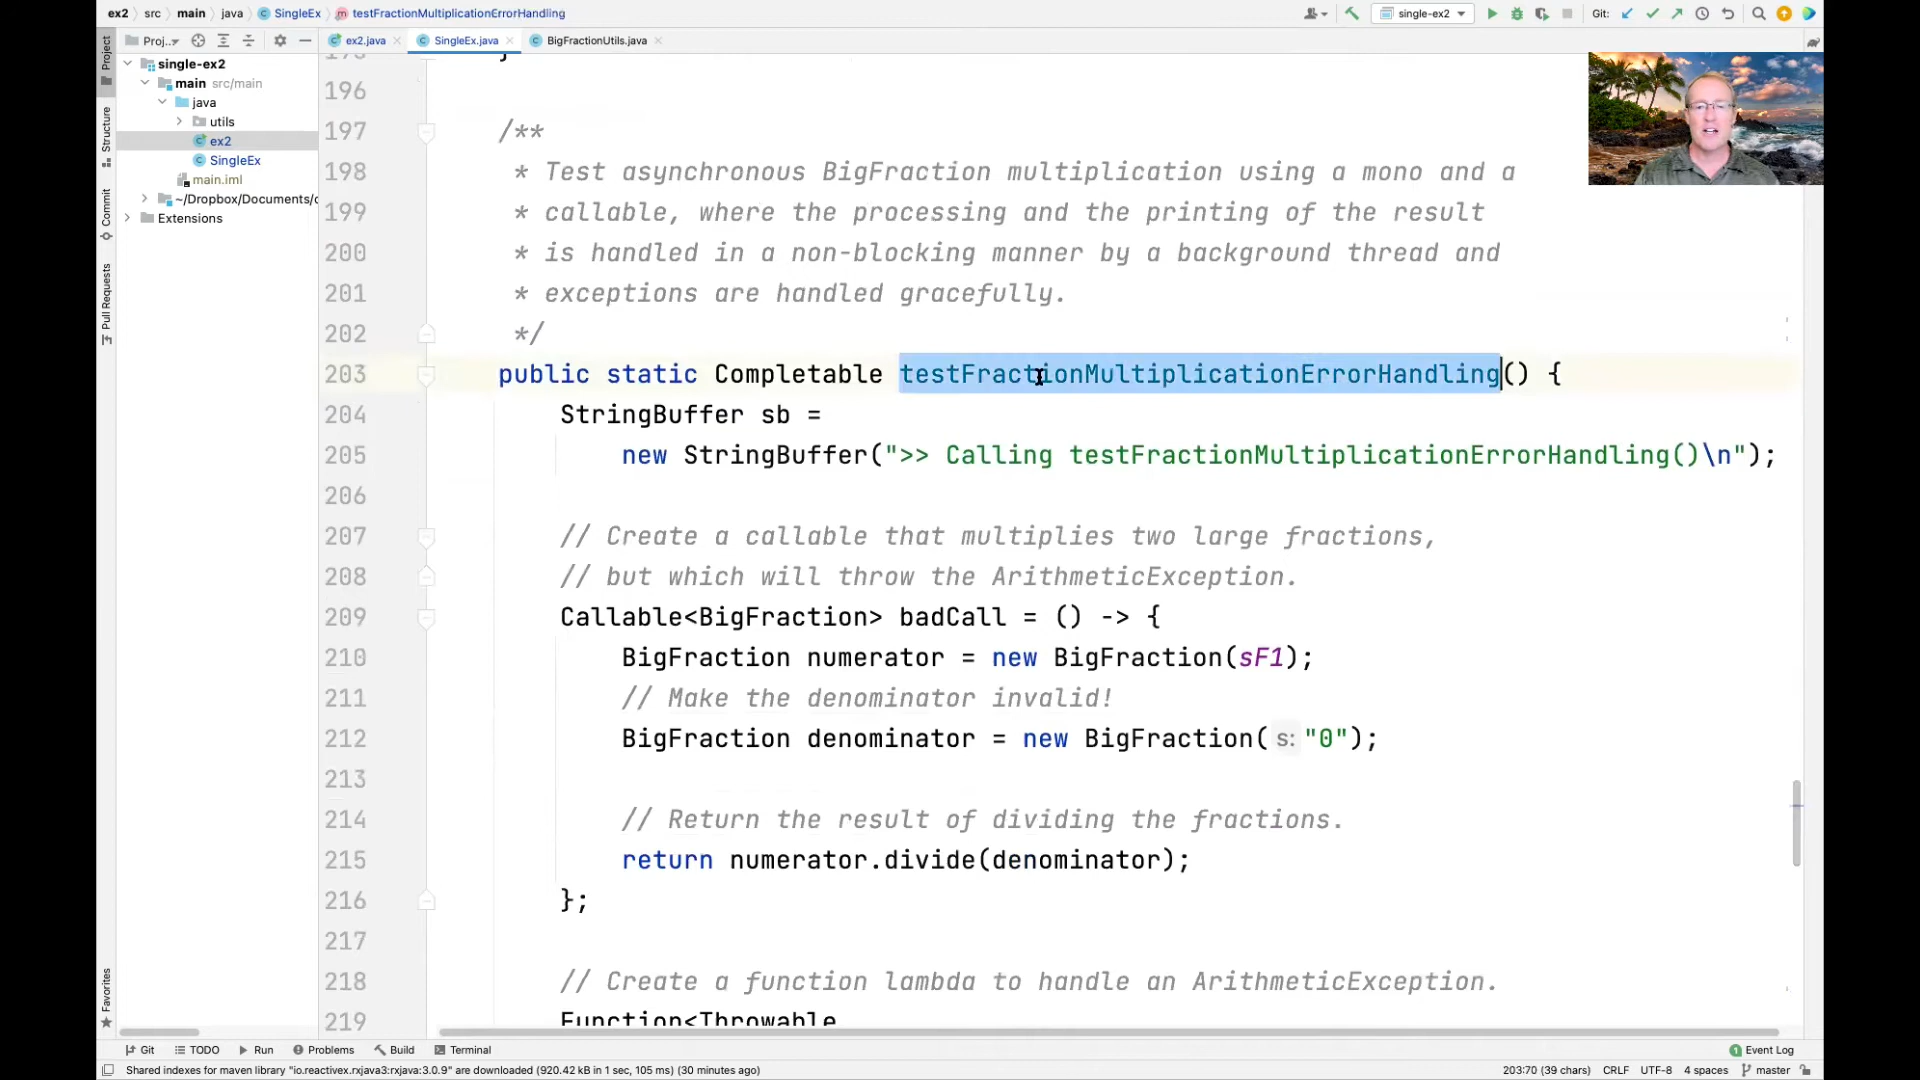 ex2 src main java SingleEx testFractionMultiplicationErrorHandling single-ex2 Git:
Proj... ex2.java SingleEx.java BigFractionUtils.java
Project
Structure
Commit
Pull Requests
Favorites
single-ex2
main src/main
java
utils
ex2
SingleEx
main.iml
~/Dropbox/Documents/c
Extensions
195 }
196
197 /**
198 * Test asynchronous BigFraction multiplication using a mono and a
199 * callable, where the processing and the printing of the result
200 * is handled in a non-blocking manner by a background thread and
201 * exceptions are handled gracefully.
202 */
203 public static Completable testFractionMultiplicationErrorHandling() {
204 StringBuffer sb =
205 new StringBuffer(">> Calling testFractionMultiplicationErrorHandling()\n");
206
207 // Create a callable that multiplies two large fractions,
208 // but which will throw the ArithmeticException.
209 Callable<BigFraction> badCall = () -> {
210 BigFraction numerator = new BigFraction(sF1);
211 // Make the denominator invalid!
212 BigFraction denominator = new BigFraction( s: "0");
213
214 // Return the result of dividing the fractions.
215 return numerator.divide(denominator);
216 };
217
218 // Create a function lambda to handle an ArithmeticException.
219 Function<Throwable
Git TODO Run Problems Build Terminal 1 Event Log
Shared indexes for maven library "io.reactivex.rxjava3:rxjava:3.0.9" are downloaded (920.42 kB in 1 sec, 105 ms) (30 minutes ago) 203:70 (39 chars) CRLF UTF-8 4 spaces master